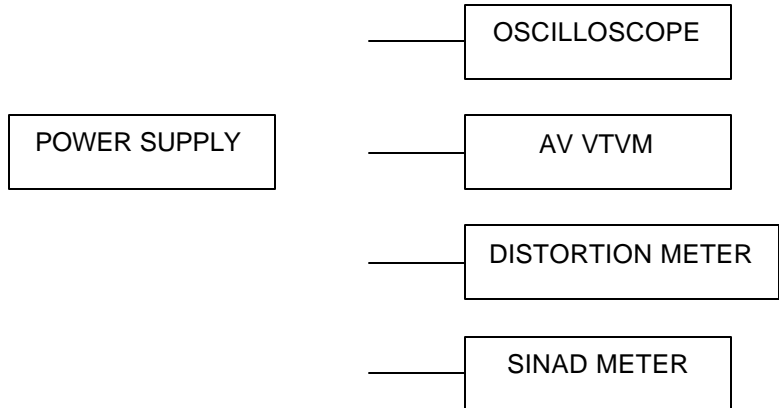 OSCILLOSCOPE
POWER SUPPLY
AV VTVM
DISTORTION METER
SINAD METER